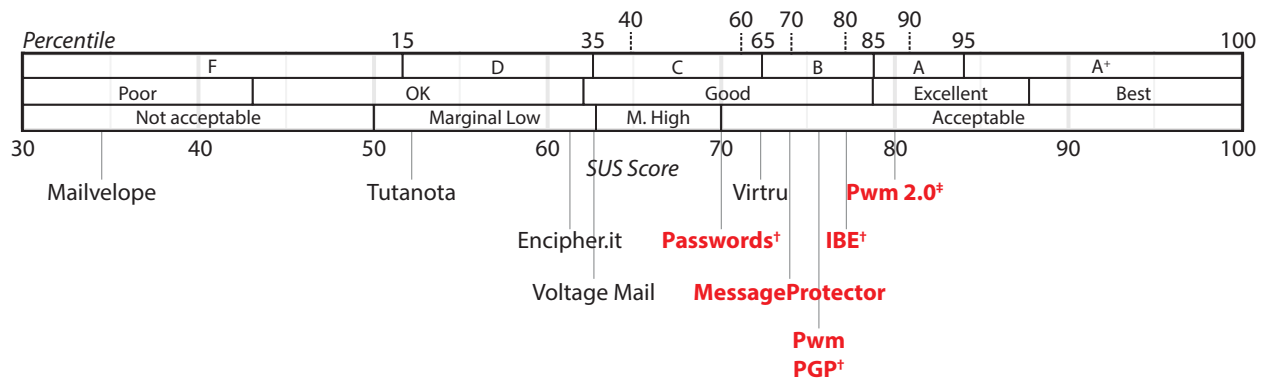 40 60 70 80 90
Percentile 15 35 65 85 95 100
F D C B A A⁺
Poor OK Good Excellent Best
Not acceptable Marginal Low M. High Acceptable
30 40 50 60 70 80 90 100
SUS Score
Mailvelope Tutanota Virtru Pwm 2.0‡
Encipher.it Passwords† IBE†
Voltage Mail MessageProtector
Pwm
PGP†